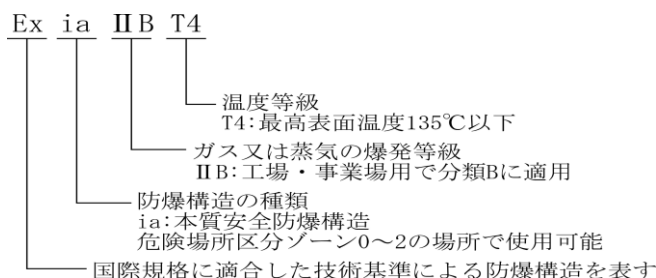 Ex ia ⅡB T4
温度等級
T4:最高表面温度135℃以下
ガス又は蒸気の爆発等級
ⅡB:工場・事業場用で分類Bに適用
防爆構造の種類
ia:本質安全防爆構造
危険場所区分ゾーン0～2の場所で使用可能
国際規格に適合した技術基準による防爆構造を表す